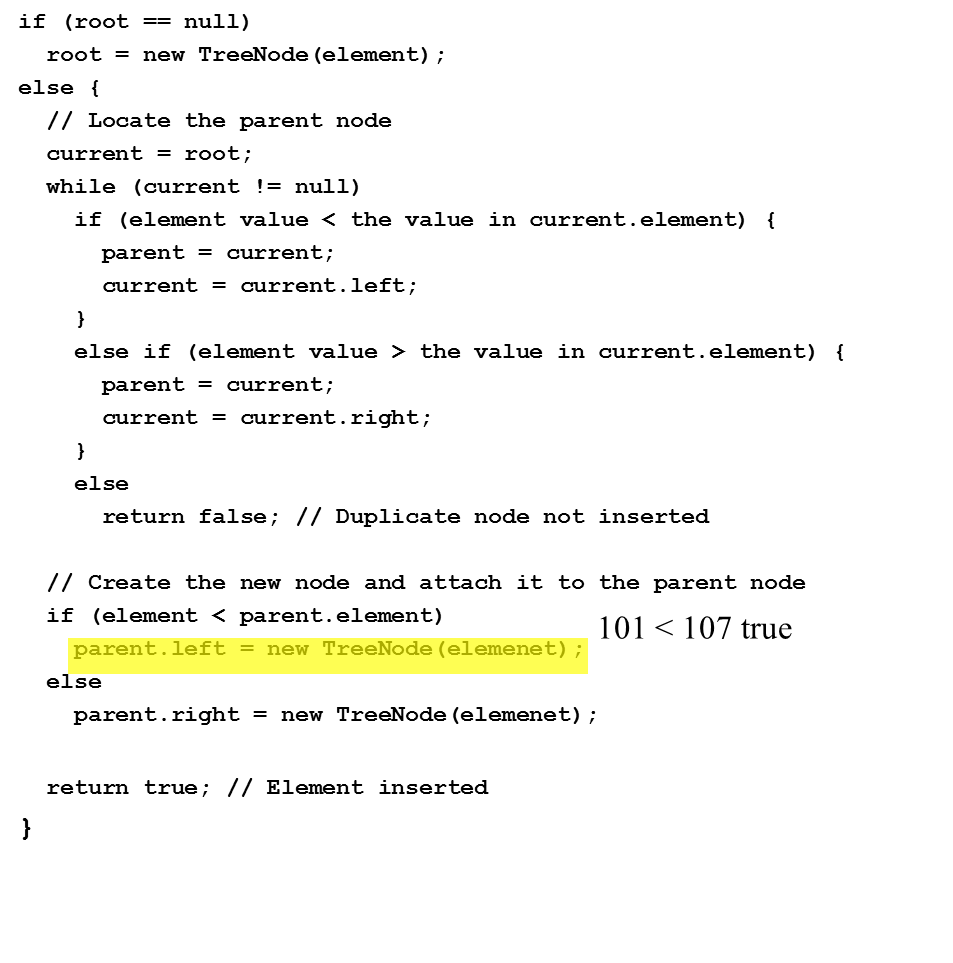 if (root == null)
root = new TreeNode(element);
else {
// Locate the parent node
current = root;
while (current != null)
if (element value < the value in current.element) {
parent = current;
current = current.left;
}
else if (element value > the value in current.element) {
parent = current;
current = current.right;
}
else
return false; // Duplicate node not inserted
// Create the new node and attach it to the parent node
if (element < parent.element)
101 < 107 true
parent.left = new TreeNode(elemenet);
else
parent.right = new TreeNode(elemenet);
return true; // Element inserted
}